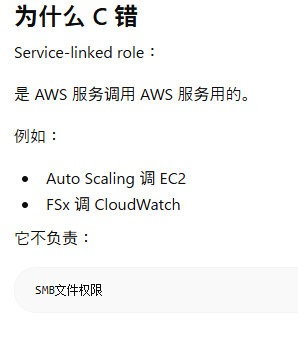 为什么 C 错
Service-linked role：
是 AWS 服务调用 AWS 服务用的。
例如：
• Auto Scaling 调 EC2
• FSx 调 CloudWatch
它不负责：
SMB文件权限